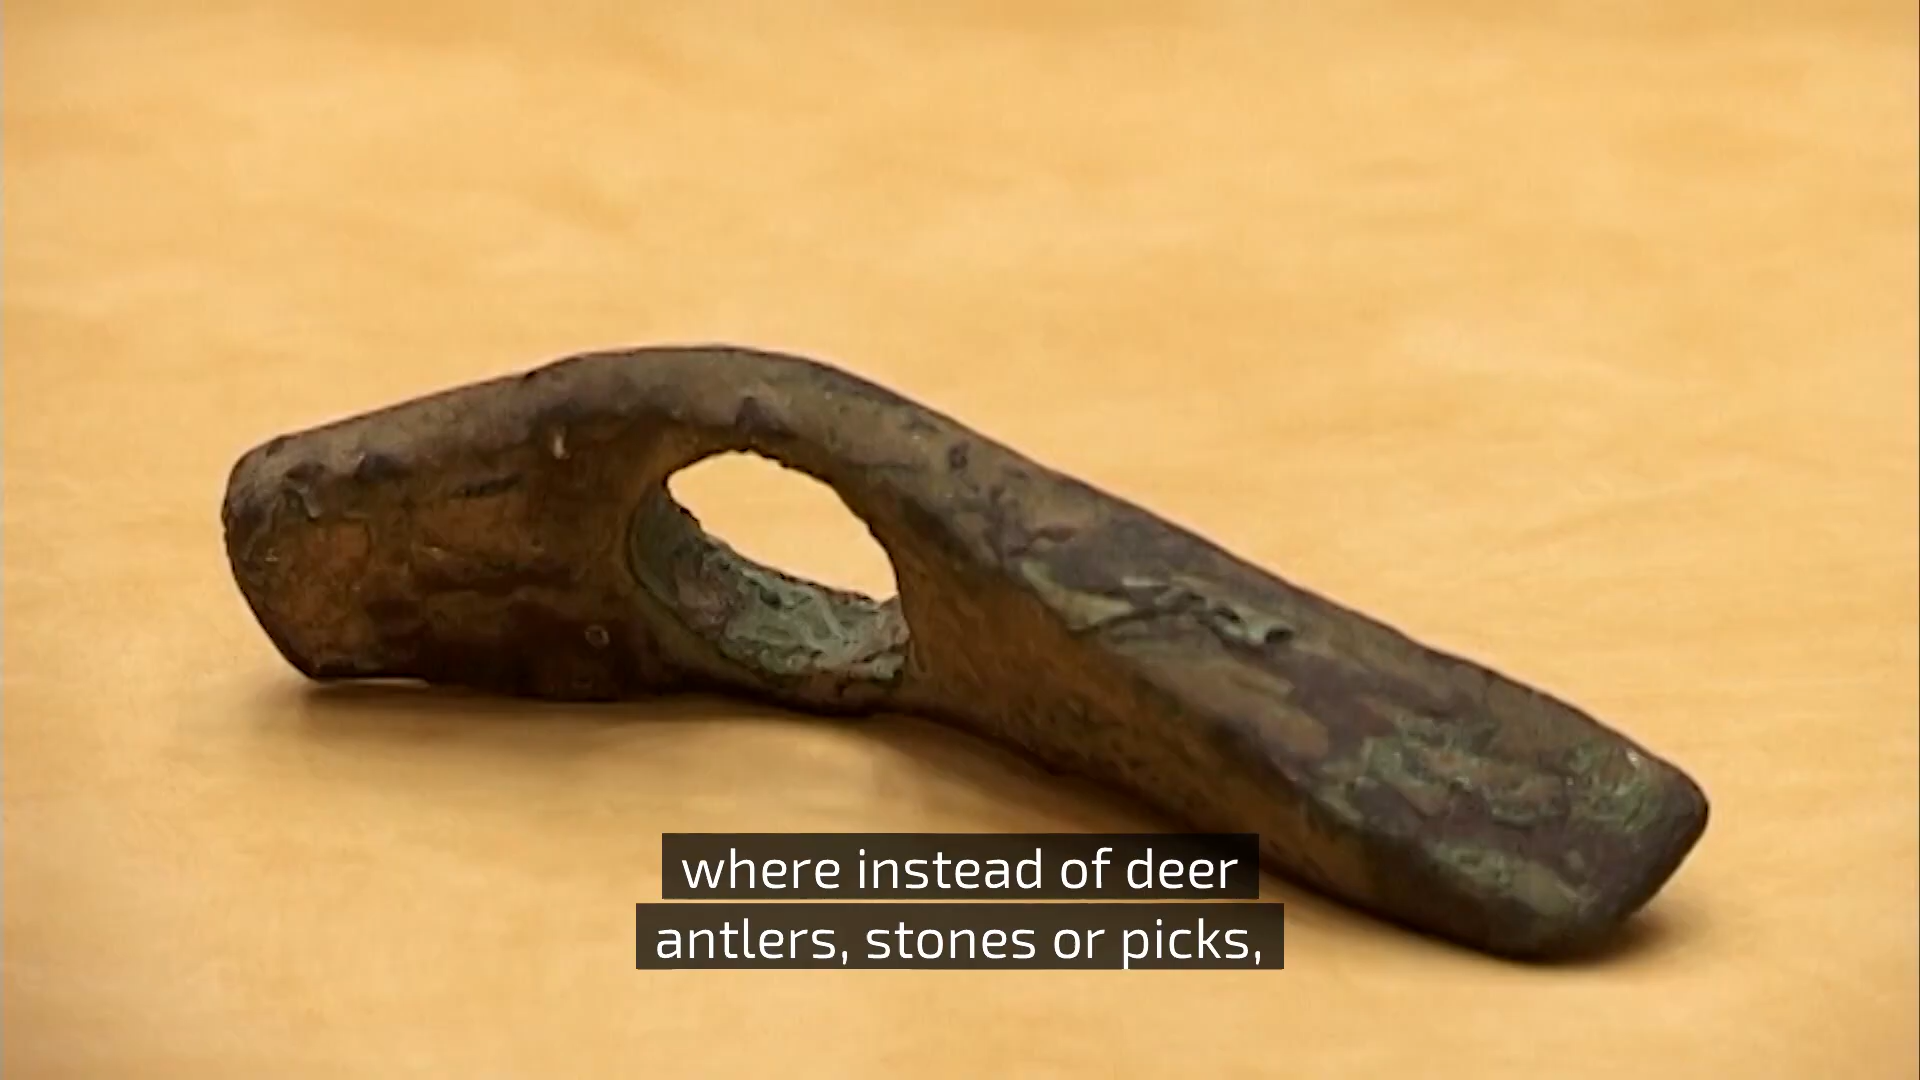 where instead of deer
antlers, stones or picks,